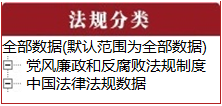 法规分类
全部数据(默认范围为全部数据)
党风廉政和反腐败法规制度
中国法律法规数据